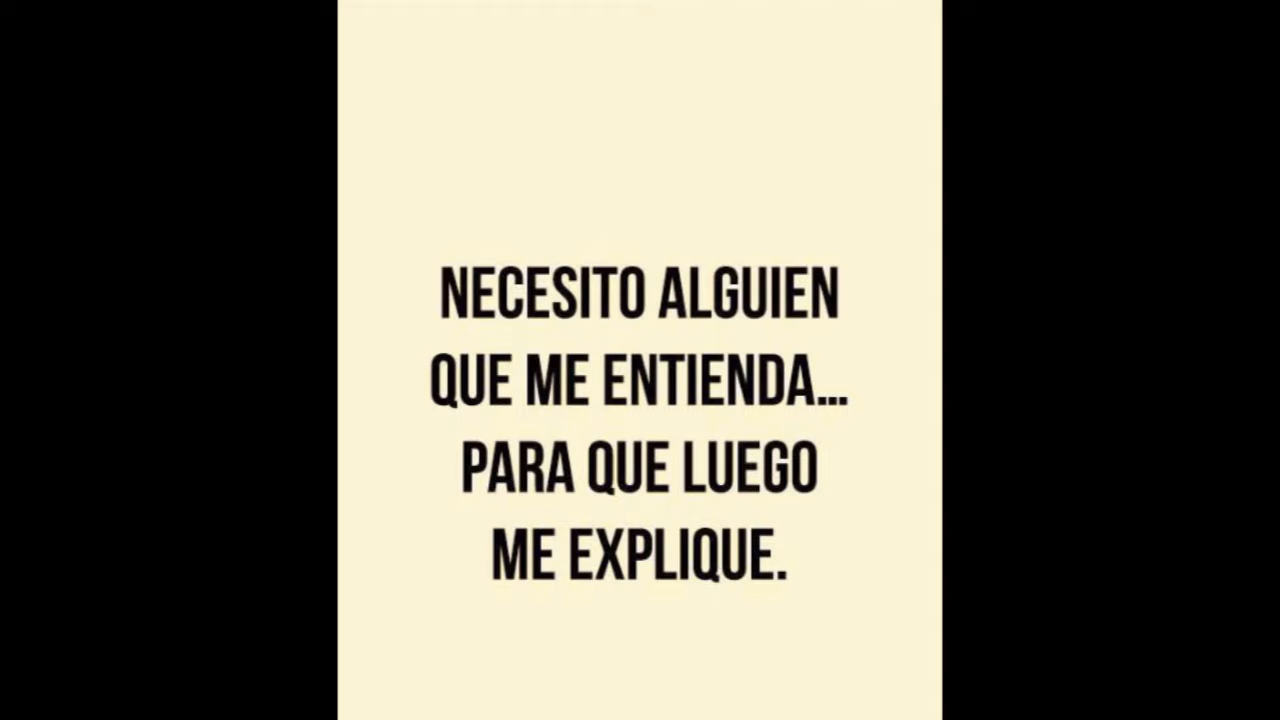 NECESITO ALGUIEN
QUE ME ENTIENDA...
PARA QUE LUEGO
ME EXPLIQUE.